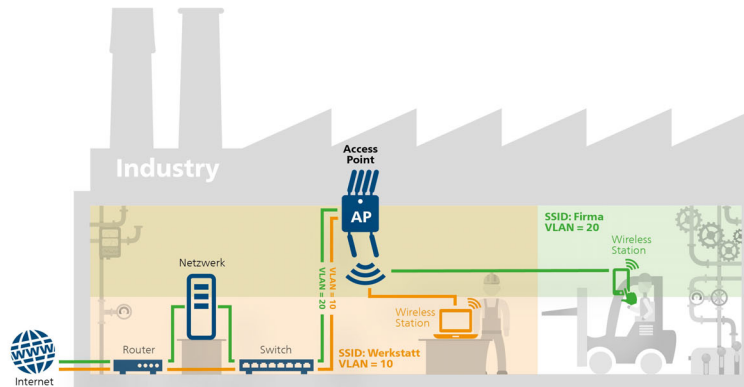 Industry
Access
Point
AP
SSID: Firma
VLAN = 20
Wireless
Station
Netzwerk
VLAN = 20
VLAN = 10
Wireless
Station
Router
Switch
SSID: Werkstatt
VLAN = 10
WWW
Internet